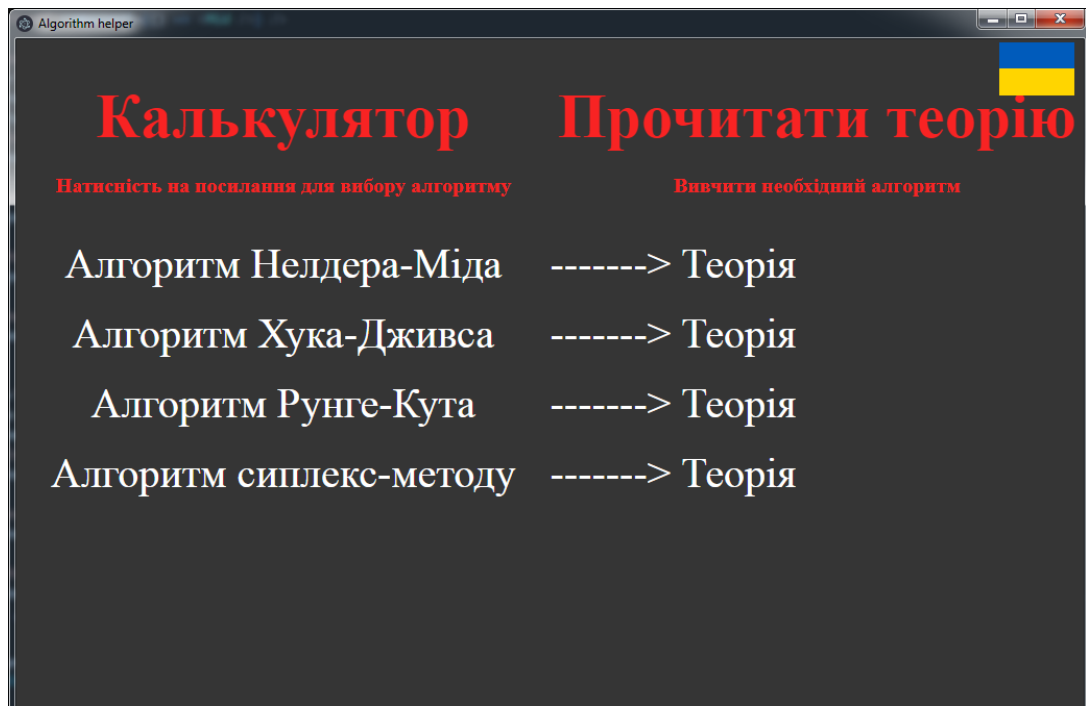 Algorithm helper
Калькулятор
Прочитати теорію
Натисність на посилання для вибору алгоритму
Вивчити необхідний алгоритм
Алгоритм Нелдера-Міда -------> Теорія
Алгоритм Хука-Дживса -------> Теорія
Алгоритм Рунге-Кута -------> Теорія
Алгоритм сиплекс-методу -------> Теорія